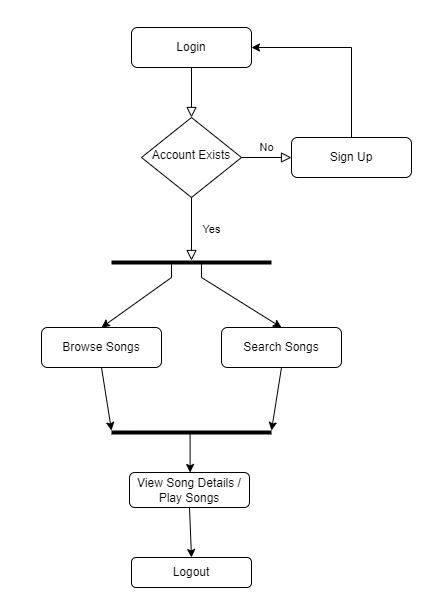 Login
Account Exists
No
Sign Up
Yes
Browse Songs
Search Songs
View Song Details /
Play Songs
Logout